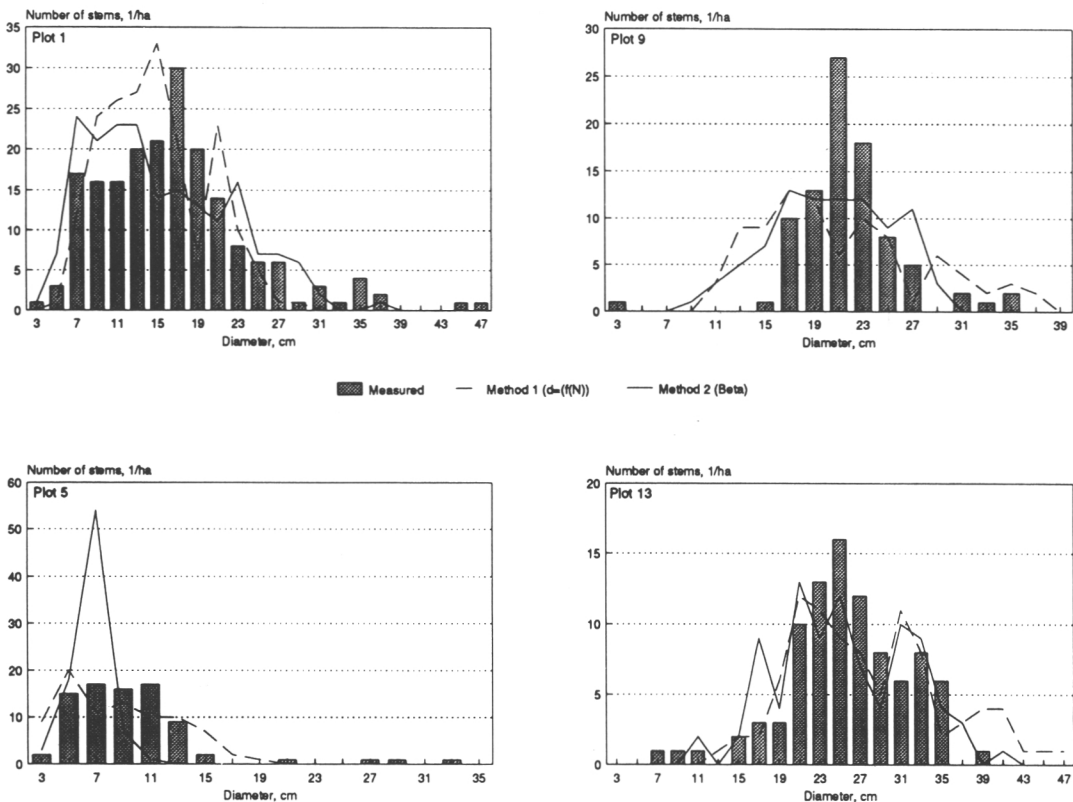 Number of stems, 1/ha
Plot 1
35
30
25
20
15
10
5
0
3 7 11 15 19 23 27 31 35 39 43 47
Diameter, cm
Number of stems, 1/ha
Plot 9
30
25
20
15
10
5
0
3 7 11 15 19 23 27 31 35 39
Diameter, cm
Measured Method 1 (d=(f(N)) Method 2 (Beta)
Number of stems, 1/ha
Plot 5
60
50
40
30
20
10
0
3 7 11 15 19 23 27 31 35
Diameter, cm
Number of stems, 1/ha
Plot 13
20
15
10
5
0
3 7 11 15 19 23 27 31 35 39 43 47
Diameter, cm